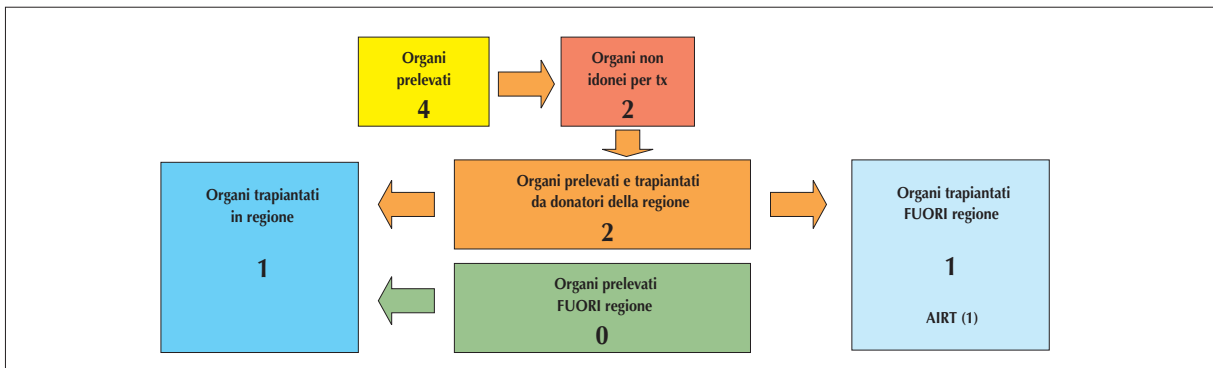 Organi
prelevati
4
Organi non
idonei per tx
2
Organi trapiantati
in regione
1
Organi prelevati e trapiantati
da donatori della regione
2
Organi prelevati
FUORI regione
0
Organi trapiantati
FUORI regione
1
AIRT (1)